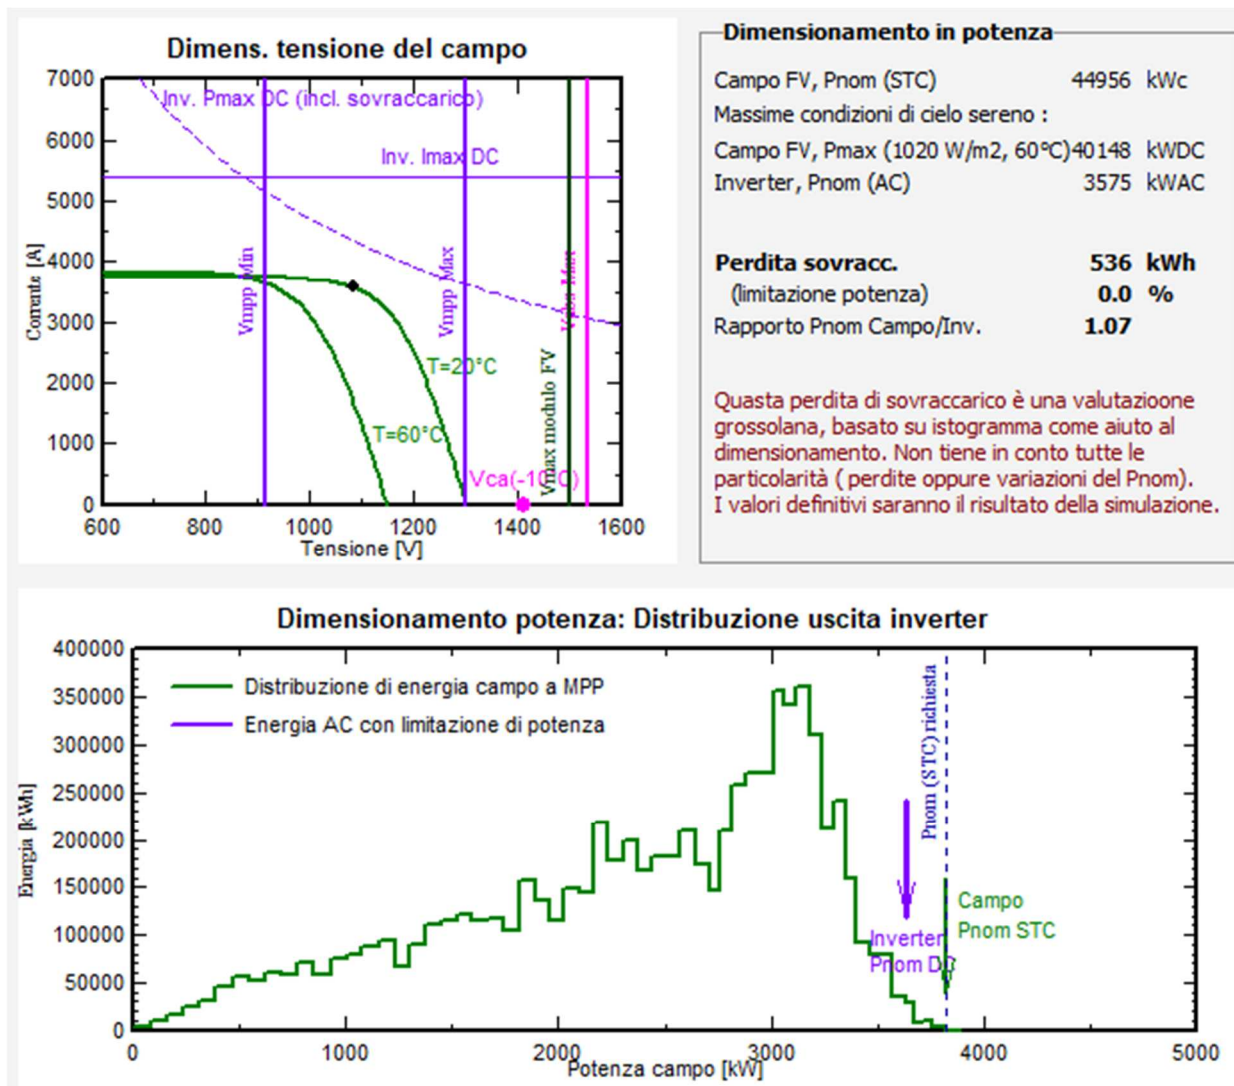 Dimens. tensione del campo
7000
6000
5000
4000
3000
2000
1000
0
Corrente [A]
Inv. Pmax DC (incl. sovraccarico)
Inv. Imax DC
Vmpp Min
Vmpp Max
Vmax modulo FV
Vabs Max
T=20°C
T=60°C
Vca(-10°C)
600 800 1000 1200 1400 1600
Tensione [V]
Dimensionamento in potenza
Campo FV, Pnom (STC) 44956 kWc
Massime condizioni di cielo sereno :
Campo FV, Pmax (1020 W/m2, 60°C) 40148 kWDC
Inverter, Pnom (AC) 3575 kWAC
Perdita sovracc. 536 kWh
(limitazione potenza) 0.0 %
Rapporto Pnom Campo/Inv. 1.07
Quasta perdita di sovraccarico è una valutazioone
grossolana, basato su istogramma come aiuto al
dimensionamento. Non tiene in conto tutte le
particolarità ( perdite oppure variazioni del Pnom).
I valori definitivi saranno il risultato della simulazione.
Dimensionamento potenza: Distribuzione uscita inverter
400000
350000
300000
250000
200000
150000
100000
50000
0
Energia [kWh]
Distribuzione di energia campo a MPP
Energia AC con limitazione di potenza
Pnom (STC) richiesta
Campo
Pnom STC
Inverter
Pnom DC
0 1000 2000 3000 4000 5000
Potenza campo [kW]